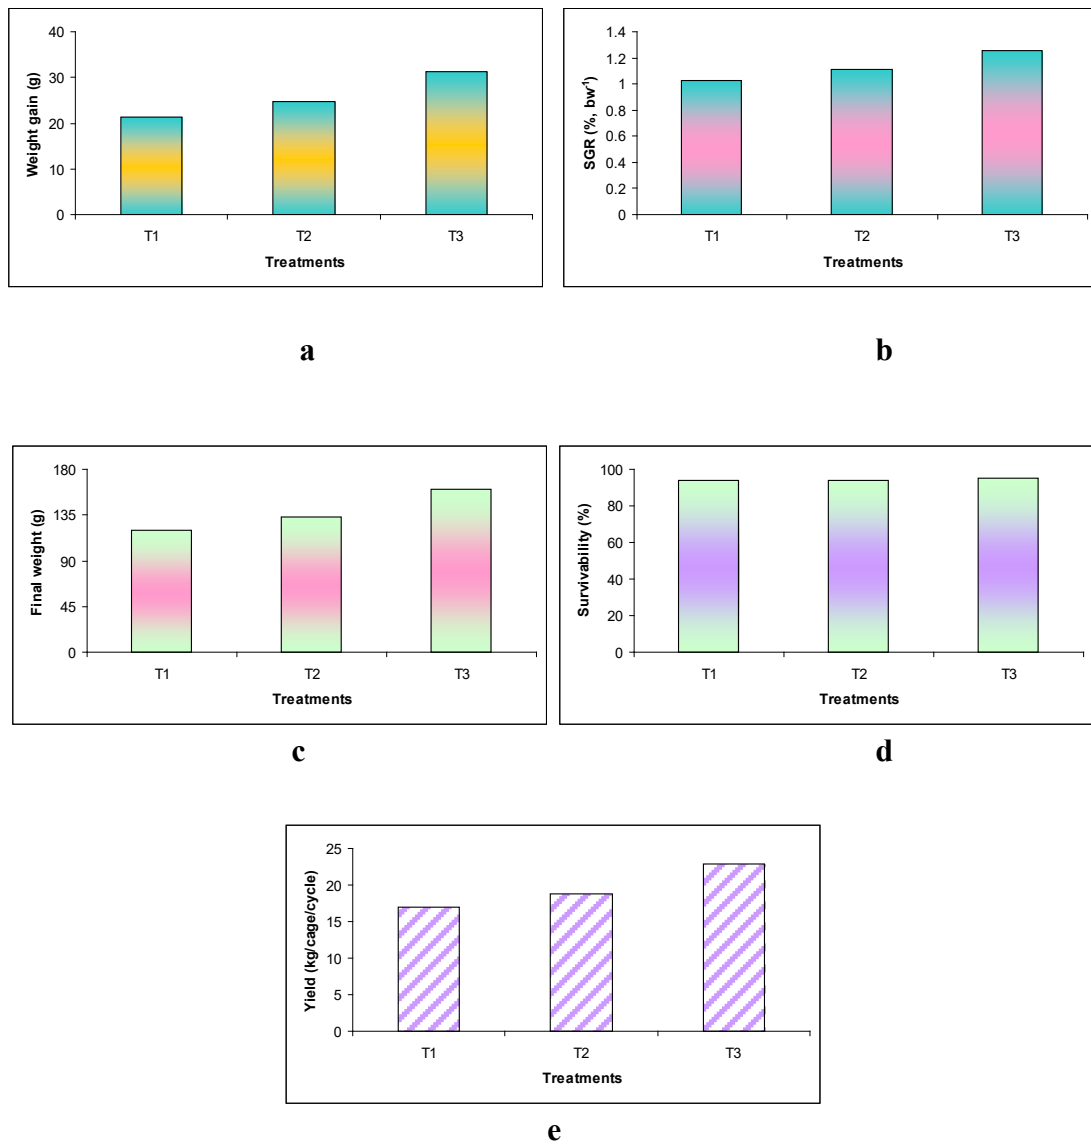 40
30
20
10
0
Weight gain (g)
T1 T2 T3
Treatments
a
1.4
1.2
1
0.8
0.6
0.4
0.2
0
SGR (%, bw⁻¹)
T1 T2 T3
Treatments
b
180
135
90
45
0
Final weight (g)
T1 T2 T3
Treatments
c
100
80
60
40
20
0
Survivability (%)
T1 T2 T3
Treatments
d
25
20
15
10
5
0
Yield (kg/cage/cycle)
T1 T2 T3
Treatments
e